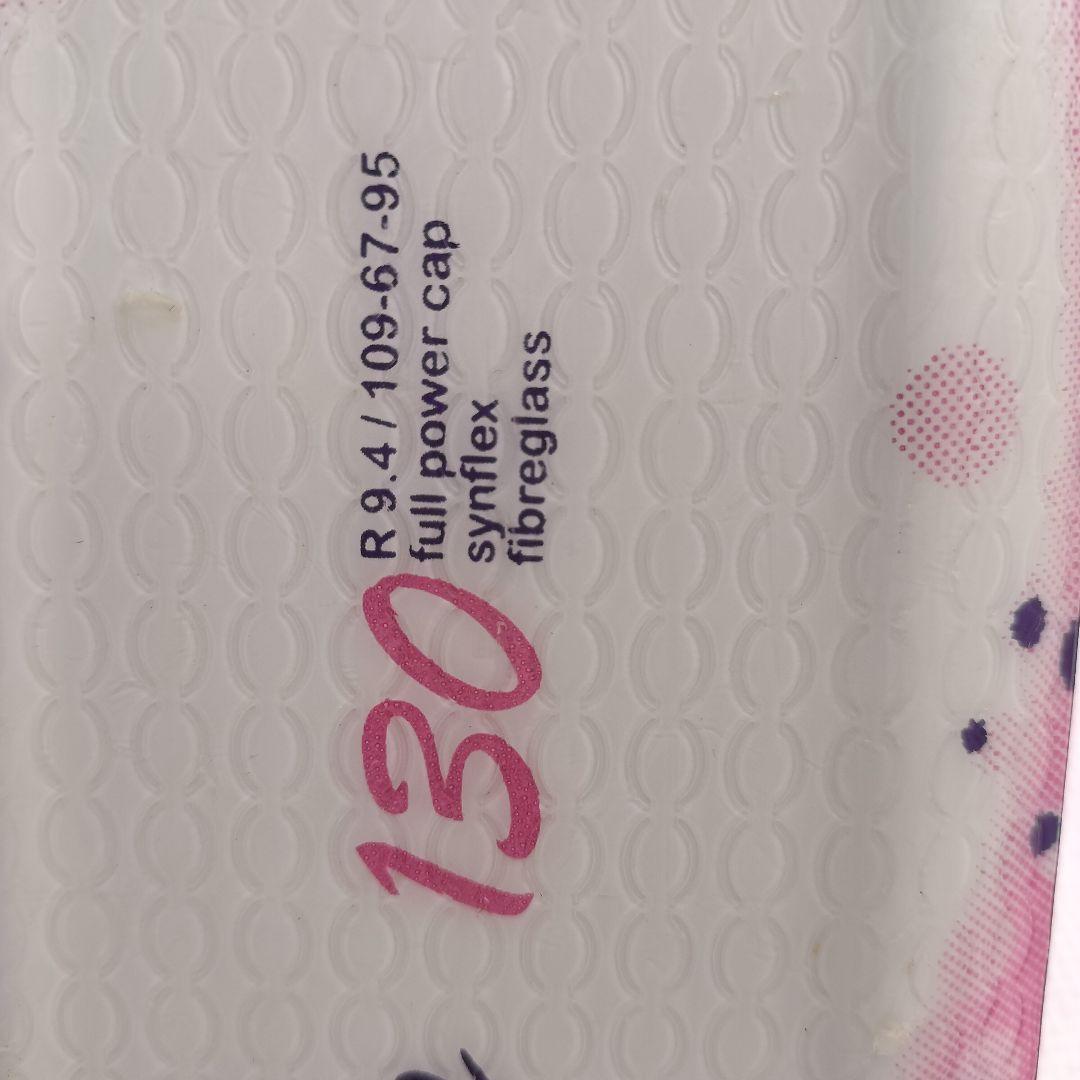 130
R 9.4 / 109-67-95
full power cap
synflex
fibreglass